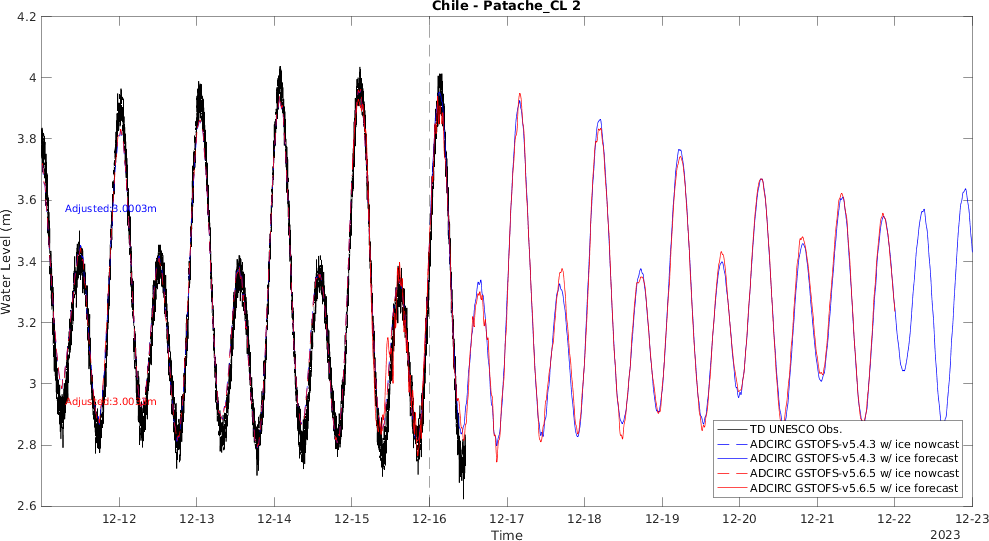 Chile - Patache_CL 2
4.2
4
3.8
3.6
3.4
3.2
3
2.8
2.6
Water Level (m)
Adjusted:3.0003m
12-12
12-13
12-14
12-15
12-16
12-17
12-18
12-19
12-20
12-21
12-22
12-23
Time
2023
TD UNESCO Obs.
ADCIRC GSTOFS-v5.4.3 w/ ice nowcast
ADCIRC GSTOFS-v5.4.3 w/ ice forecast
ADCIRC GSTOFS-v5.6.5 w/ ice nowcast
ADCIRC GSTOFS-v5.6.5 w/ ice forecast